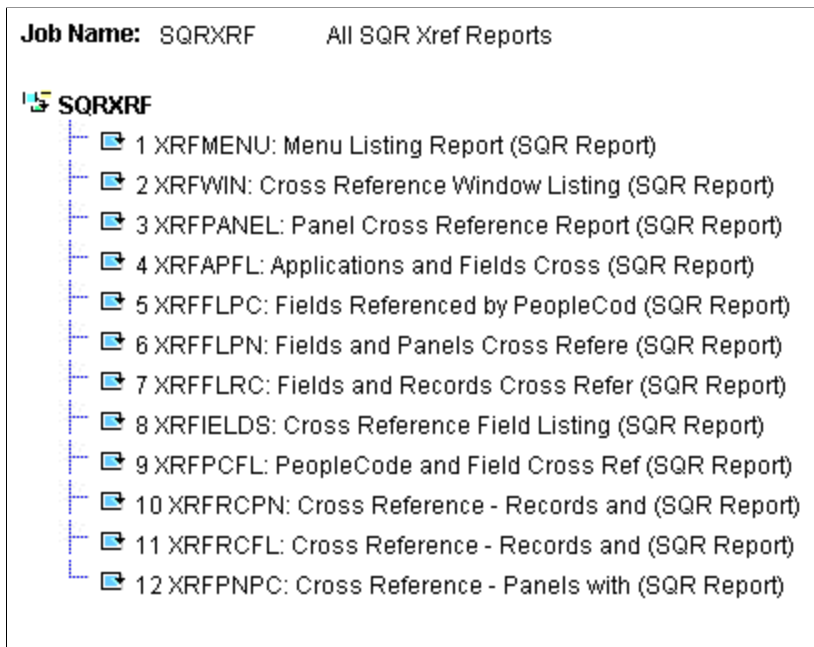 Job Name: SQRXRF All SQR Xref Reports
SQRXRF
1 XRFMENU: Menu Listing Report (SQR Report)
2 XRFWIN: Cross Reference Window Listing (SQR Report)
3 XRFPANEL: Panel Cross Reference Report (SQR Report)
4 XRFAPFL: Applications and Fields Cross (SQR Report)
5 XRFFLPC: Fields Referenced by PeopleCod (SQR Report)
6 XRFFLPN: Fields and Panels Cross Refere (SQR Report)
7 XRFFLRC: Fields and Records Cross Refer (SQR Report)
8 XRFIELDS: Cross Reference Field Listing (SQR Report)
9 XRFPCFL: PeopleCode and Field Cross Ref (SQR Report)
10 XRFRCPN: Cross Reference - Records and (SQR Report)
11 XRFRCFL: Cross Reference - Records and (SQR Report)
12 XRFPNPC: Cross Reference - Panels with (SQR Report)